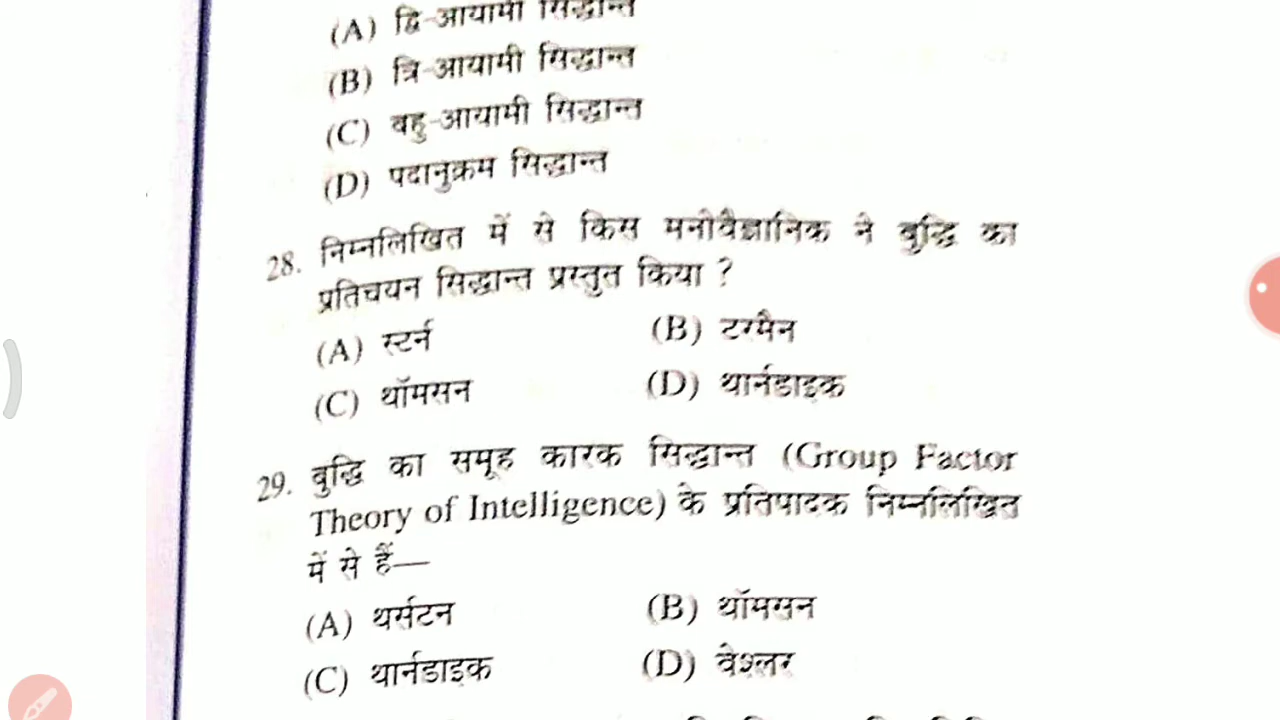 (A) द्वि-आयामी सिद्धान्त
(B) त्रि-आयामी सिद्धान्त
(C) बहु-आयामी सिद्धान्त
(D) पदानुक्रम सिद्धान्त
28. निम्नलिखित में से किस मनोवैज्ञानिक ने बुद्धि का
प्रतिचयन सिद्धान्त प्रस्तुत किया ?
(A) स्टर्न (B) टरमैन
(C) थॉमसन (D) थार्नडाइक
29. बुद्धि का समूह कारक सिद्धान्त (Group Factor
Theory of Intelligence) के प्रतिपादक निम्नलिखित
में से हैं—
(A) थर्सटन (B) थॉमसन
(C) थार्नडाइक (D) वेश्लर